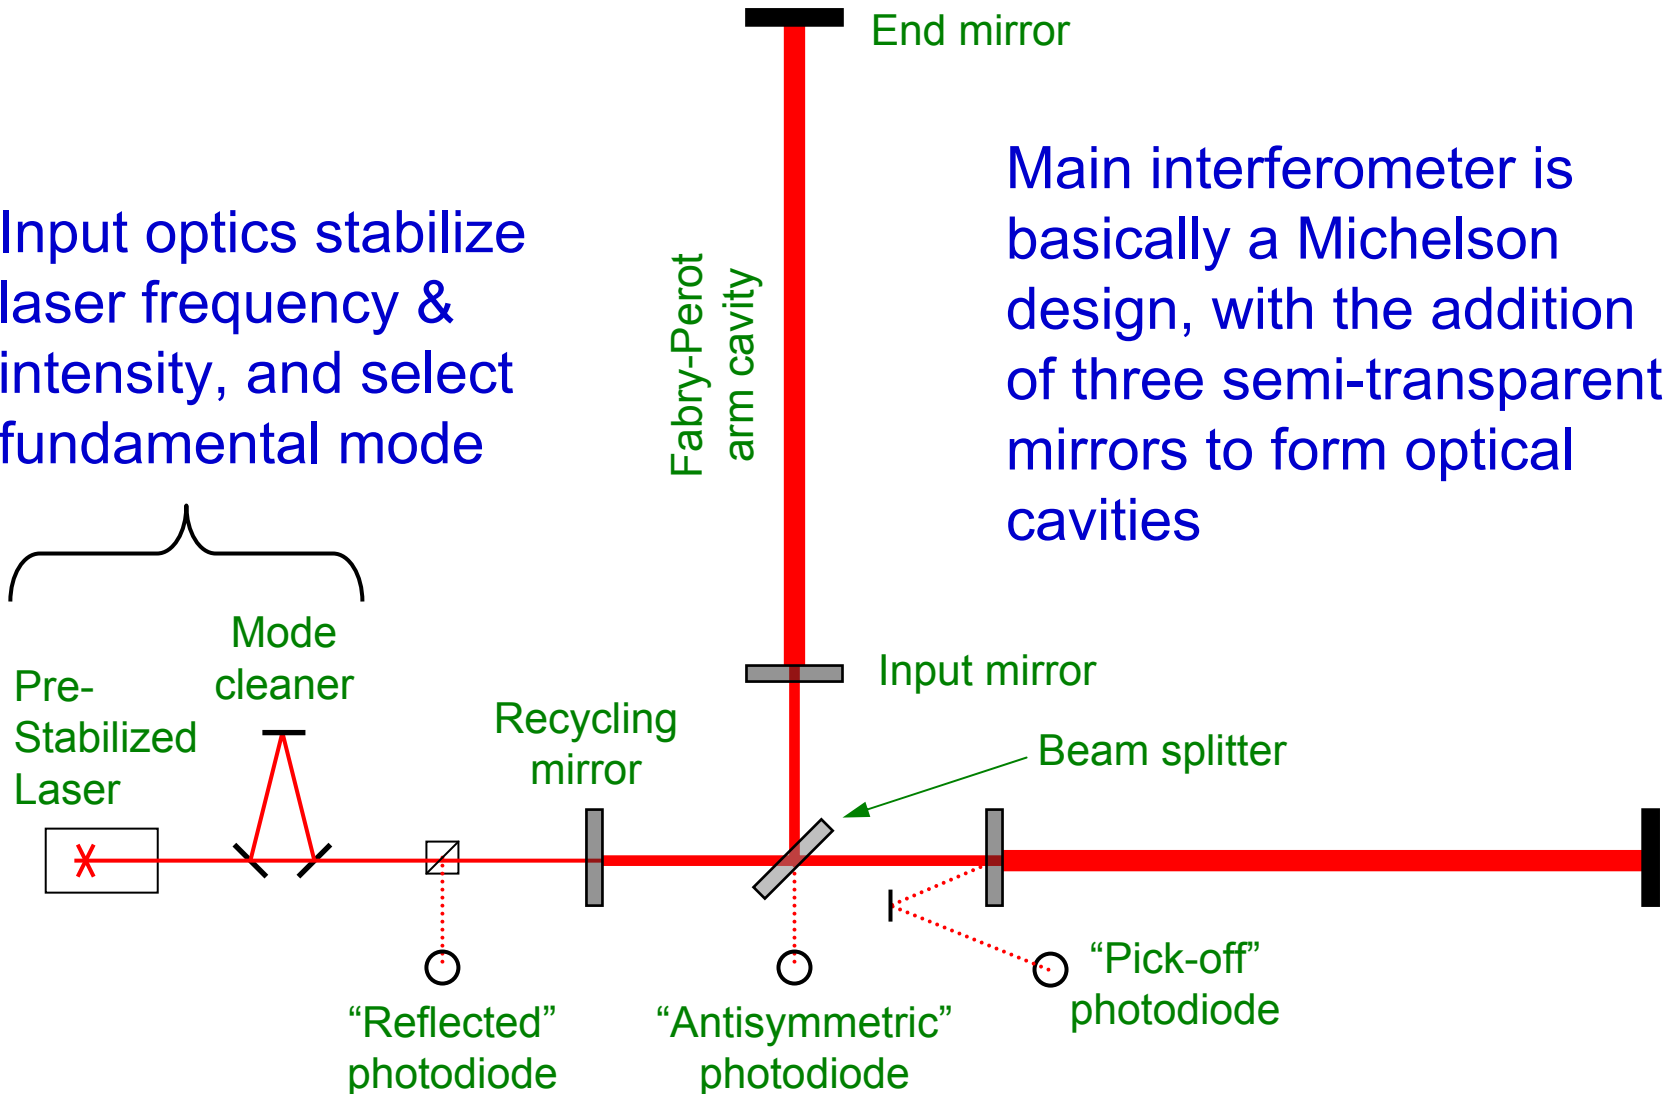 End mirror
Input optics stabilize
laser frequency &
intensity, and select
fundamental mode
Main interferometer is
basically a Michelson
design, with the addition
of three semi-transparent
mirrors to form optical
cavities
Fabry-Perot
arm cavity
Mode
cleaner
Pre-
Stabilized
Laser
Recycling
mirror
Input mirror
Beam splitter
“Reflected”
photodiode
“Antisymmetric”
photodiode
“Pick-off”
photodiode